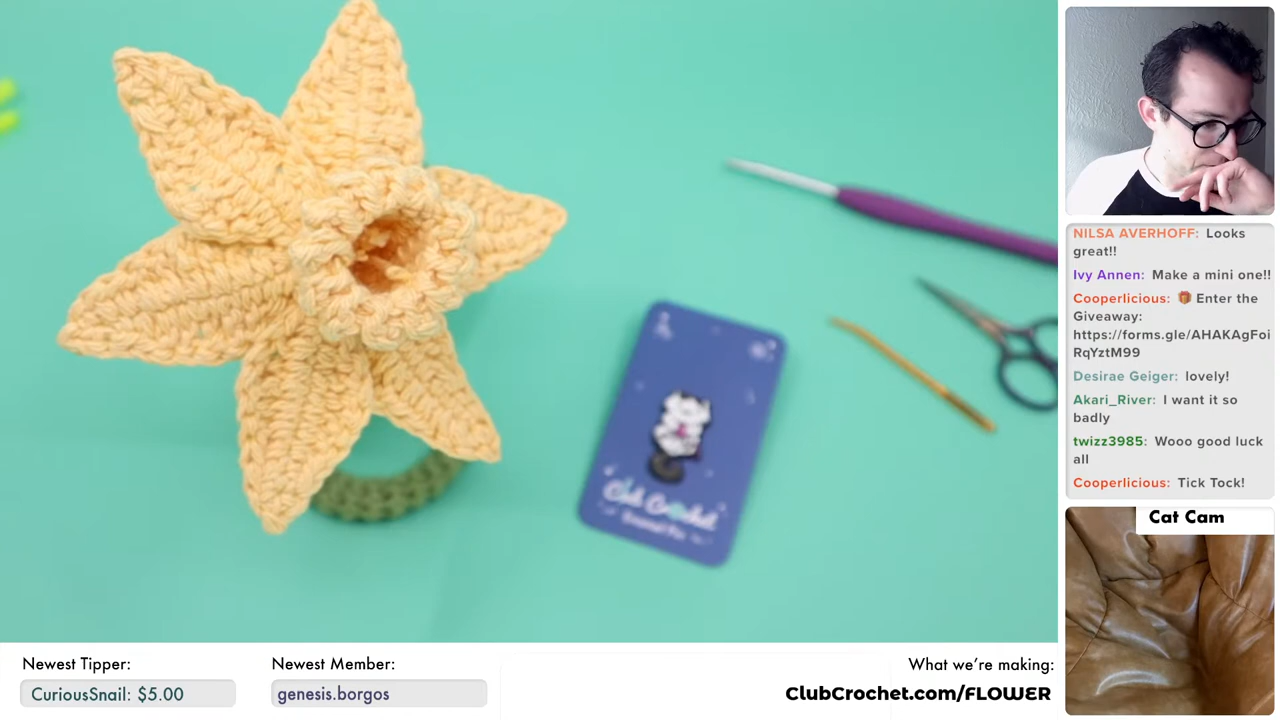 Club Crochet
Enamel Pin
NILSA AVERHOFF: Looks
great!!
Ivy Annen: Make a mini one!!
Cooperlicious: 🎁 Enter the
Giveaway:
https://forms.gle/AHAKAgFoi
RqYztM99
Desirae Geiger: lovely!
Akari_River: I want it so
badly
twizz3985: Wooo good luck
all
Cooperlicious: Tick Tock!
Cat Cam
Newest Tipper:
CuriousSnail: $5.00
Newest Member:
genesis.borgos
What we're making:
ClubCrochet.com/FLOWER